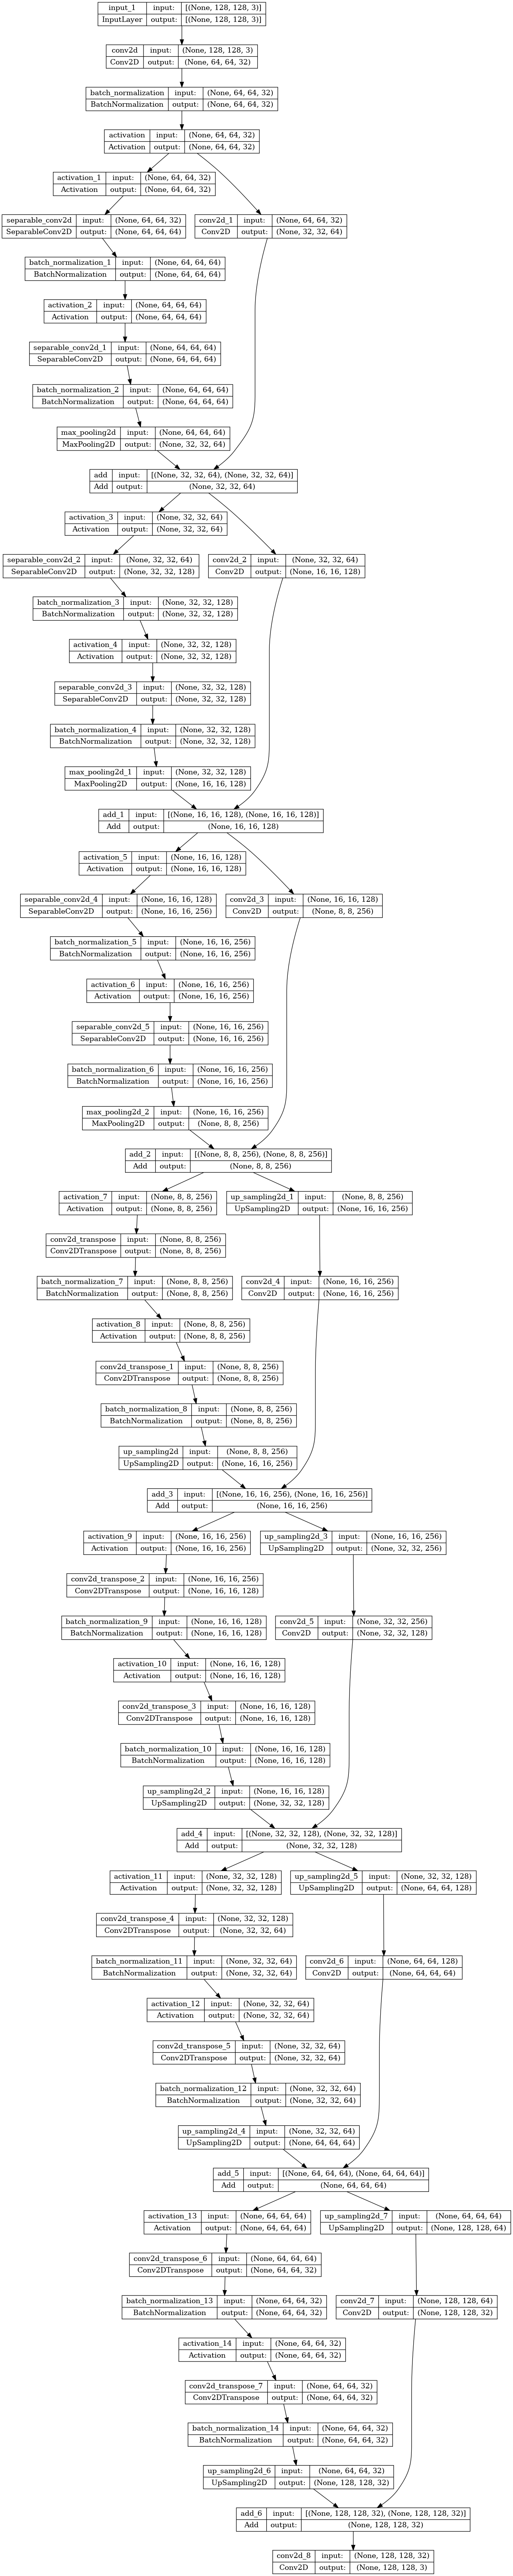 input_1 input: [(None, 128, 128, 3)]
InputLayer output: [(None, 128, 128, 3)]
conv2d input: (None, 128, 128, 3)
Conv2D output: (None, 64, 64, 32)
batch_normalization input: (None, 64, 64, 32)
BatchNormalization output: (None, 64, 64, 32)
activation input: (None, 64, 64, 32)
Activation output: (None, 64, 64, 32)
activation_1 input: (None, 64, 64, 32)
Activation output: (None, 64, 64, 32)
separable_conv2d input: (None, 64, 64, 32)
SeparableConv2D output: (None, 64, 64, 64)
conv2d_1 input: (None, 64, 64, 32)
Conv2D output: (None, 32, 32, 64)
batch_normalization_1 input: (None, 64, 64, 64)
BatchNormalization output: (None, 64, 64, 64)
activation_2 input: (None, 64, 64, 64)
Activation output: (None, 64, 64, 64)
separable_conv2d_1 input: (None, 64, 64, 64)
SeparableConv2D output: (None, 64, 64, 64)
batch_normalization_2 input: (None, 64, 64, 64)
BatchNormalization output: (None, 64, 64, 64)
max_pooling2d input: (None, 64, 64, 64)
MaxPooling2D output: (None, 32, 32, 64)
add input: [(None, 32, 32, 64), (None, 32, 32, 64)]
Add output: (None, 32, 32, 64)
activation_3 input: (None, 32, 32, 64)
Activation output: (None, 32, 32, 64)
separable_conv2d_2 input: (None, 32, 32, 64)
SeparableConv2D output: (None, 32, 32, 128)
conv2d_2 input: (None, 32, 32, 64)
Conv2D output: (None, 16, 16, 128)
batch_normalization_3 input: (None, 32, 32, 128)
BatchNormalization output: (None, 32, 32, 128)
activation_4 input: (None, 32, 32, 128)
Activation output: (None, 32, 32, 128)
separable_conv2d_3 input: (None, 32, 32, 128)
SeparableConv2D output: (None, 32, 32, 128)
batch_normalization_4 input: (None, 32, 32, 128)
BatchNormalization output: (None, 32, 32, 128)
max_pooling2d_1 input: (None, 32, 32, 128)
MaxPooling2D output: (None, 16, 16, 128)
add_1 input: [(None, 16, 16, 128), (None, 16, 16, 128)]
Add output: (None, 16, 16, 128)
activation_5 input: (None, 16, 16, 128)
Activation output: (None, 16, 16, 128)
separable_conv2d_4 input: (None, 16, 16, 128)
SeparableConv2D output: (None, 16, 16, 256)
conv2d_3 input: (None, 16, 16, 128)
Conv2D output: (None, 8, 8, 256)
batch_normalization_5 input: (None, 16, 16, 256)
BatchNormalization output: (None, 16, 16, 256)
activation_6 input: (None, 16, 16, 256)
Activation output: (None, 16, 16, 256)
separable_conv2d_5 input: (None, 16, 16, 256)
SeparableConv2D output: (None, 16, 16, 256)
batch_normalization_6 input: (None, 16, 16, 256)
BatchNormalization output: (None, 16, 16, 256)
max_pooling2d_2 input: (None, 16, 16, 256)
MaxPooling2D output: (None, 8, 8, 256)
add_2 input: [(None, 8, 8, 256), (None, 8, 8, 256)]
Add output: (None, 8, 8, 256)
activation_7 input: (None, 8, 8, 256)
Activation output: (None, 8, 8, 256)
up_sampling2d_1 input: (None, 8, 8, 256)
UpSampling2D output: (None, 16, 16, 256)
conv2d_transpose input: (None, 8, 8, 256)
Conv2DTranspose output: (None, 8, 8, 256)
batch_normalization_7 input: (None, 8, 8, 256)
BatchNormalization output: (None, 8, 8, 256)
conv2d_4 input: (None, 16, 16, 256)
Conv2D output: (None, 16, 16, 256)
activation_8 input: (None, 8, 8, 256)
Activation output: (None, 8, 8, 256)
conv2d_transpose_1 input: (None, 8, 8, 256)
Conv2DTranspose output: (None, 8, 8, 256)
batch_normalization_8 input: (None, 8, 8, 256)
BatchNormalization output: (None, 8, 8, 256)
up_sampling2d input: (None, 8, 8, 256)
UpSampling2D output: (None, 16, 16, 256)
add_3 input: [(None, 16, 16, 256), (None, 16, 16, 256)]
Add output: (None, 16, 16, 256)
activation_9 input: (None, 16, 16, 256)
Activation output: (None, 16, 16, 256)
up_sampling2d_3 input: (None, 16, 16, 256)
UpSampling2D output: (None, 32, 32, 256)
conv2d_transpose_2 input: (None, 16, 16, 256)
Conv2DTranspose output: (None, 16, 16, 128)
batch_normalization_9 input: (None, 16, 16, 128)
BatchNormalization output: (None, 16, 16, 128)
conv2d_5 input: (None, 32, 32, 256)
Conv2D output: (None, 32, 32, 128)
activation_10 input: (None, 16, 16, 128)
Activation output: (None, 16, 16, 128)
conv2d_transpose_3 input: (None, 16, 16, 128)
Conv2DTranspose output: (None, 16, 16, 128)
batch_normalization_10 input: (None, 16, 16, 128)
BatchNormalization output: (None, 16, 16, 128)
up_sampling2d_2 input: (None, 16, 16, 128)
UpSampling2D output: (None, 32, 32, 128)
add_4 input: [(None, 32, 32, 128), (None, 32, 32, 128)]
Add output: (None, 32, 32, 128)
activation_11 input: (None, 32, 32, 128)
Activation output: (None, 32, 32, 128)
up_sampling2d_5 input: (None, 32, 32, 128)
UpSampling2D output: (None, 64, 64, 128)
conv2d_transpose_4 input: (None, 32, 32, 128)
Conv2DTranspose output: (None, 32, 32, 64)
batch_normalization_11 input: (None, 32, 32, 64)
BatchNormalization output: (None, 32, 32, 64)
conv2d_6 input: (None, 64, 64, 128)
Conv2D output: (None, 64, 64, 64)
activation_12 input: (None, 32, 32, 64)
Activation output: (None, 32, 32, 64)
conv2d_transpose_5 input: (None, 32, 32, 64)
Conv2DTranspose output: (None, 32, 32, 64)
batch_normalization_12 input: (None, 32, 32, 64)
BatchNormalization output: (None, 32, 32, 64)
up_sampling2d_4 input: (None, 32, 32, 64)
UpSampling2D output: (None, 64, 64, 64)
add_5 input: [(None, 64, 64, 64), (None, 64, 64, 64)]
Add output: (None, 64, 64, 64)
activation_13 input: (None, 64, 64, 64)
Activation output: (None, 64, 64, 64)
up_sampling2d_7 input: (None, 64, 64, 64)
UpSampling2D output: (None, 128, 128, 64)
conv2d_transpose_6 input: (None, 64, 64, 64)
Conv2DTranspose output: (None, 64, 64, 32)
batch_normalization_13 input: (None, 64, 64, 32)
BatchNormalization output: (None, 64, 64, 32)
conv2d_7 input: (None, 128, 128, 64)
Conv2D output: (None, 128, 128, 32)
activation_14 input: (None, 64, 64, 32)
Activation output: (None, 64, 64, 32)
conv2d_transpose_7 input: (None, 64, 64, 32)
Conv2DTranspose output: (None, 64, 64, 32)
batch_normalization_14 input: (None, 64, 64, 32)
BatchNormalization output: (None, 64, 64, 32)
up_sampling2d_6 input: (None, 64, 64, 32)
UpSampling2D output: (None, 128, 128, 32)
add_6 input: [(None, 128, 128, 32), (None, 128, 128, 32)]
Add output: (None, 128, 128, 32)
conv2d_8 input: (None, 128, 128, 32)
Conv2D output: (None, 128, 128, 3)